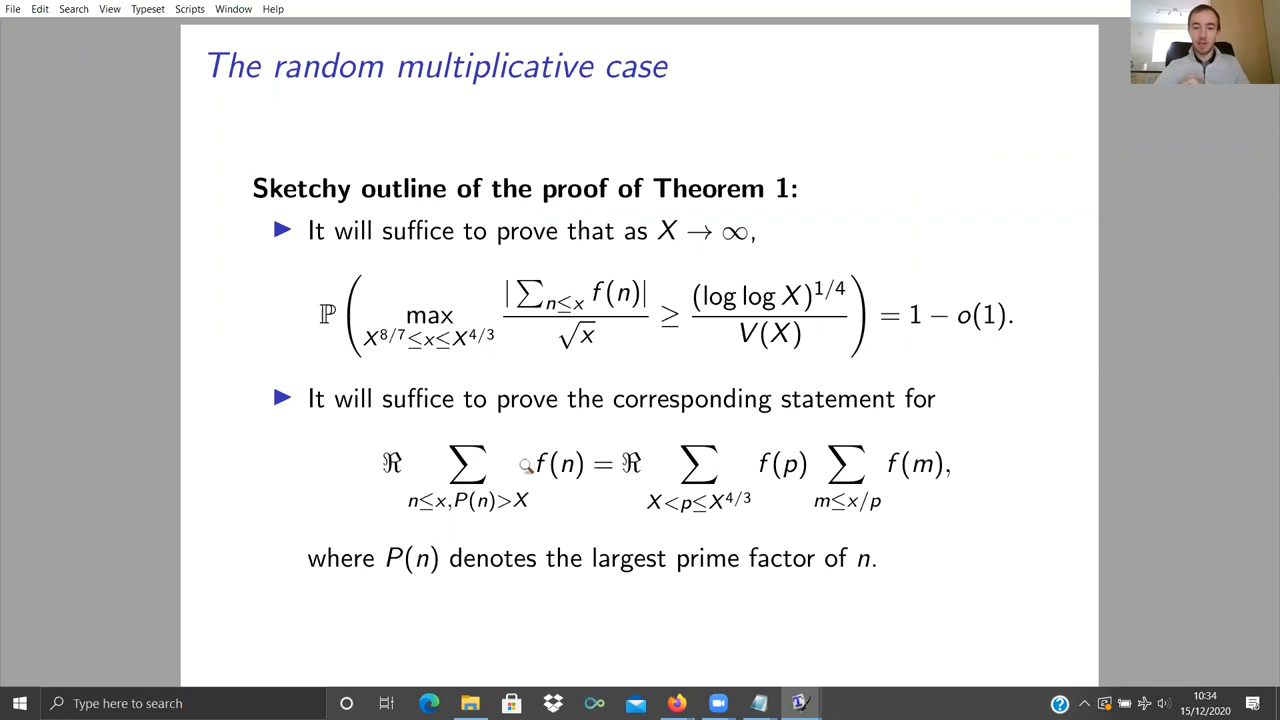 File Edit Search View Typeset Scripts Window Help
The random multiplicative case
Sketchy outline of the proof of Theorem 1:
▶ It will suffice to prove that as X → ∞,
ℙ ( max_{X^{8/7}≤x≤X^{4/3}} |∑_{n≤x} f(n)| / √x ≥ (log log X)^{1/4} / V(X) ) = 1 − o(1).
▶ It will suffice to prove the corresponding statement for
ℜ ∑_{n≤x,P(n)>X} f(n) = ℜ ∑_{X<p≤X^{4/3}} f(p) ∑_{m≤x/p} f(m),
where P(n) denotes the largest prime factor of n.
Type here to search
10:34
15/12/2020